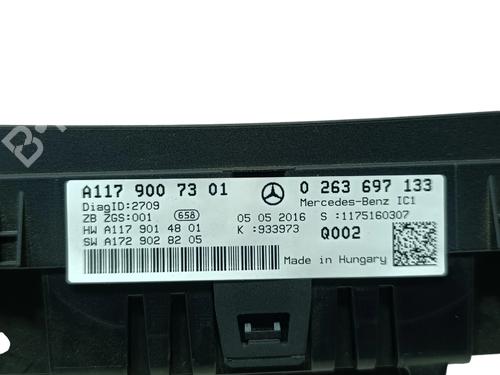 A117 900 73 01
0 263 697 133
DiagID:2709
Mercedes-Benz IC1
ZB ZGS:001
658
05 05 2016
S :1175160307
HW A117 901 48 01
K :933973
Q002
SW A172 902 82 05
Made in Hungary